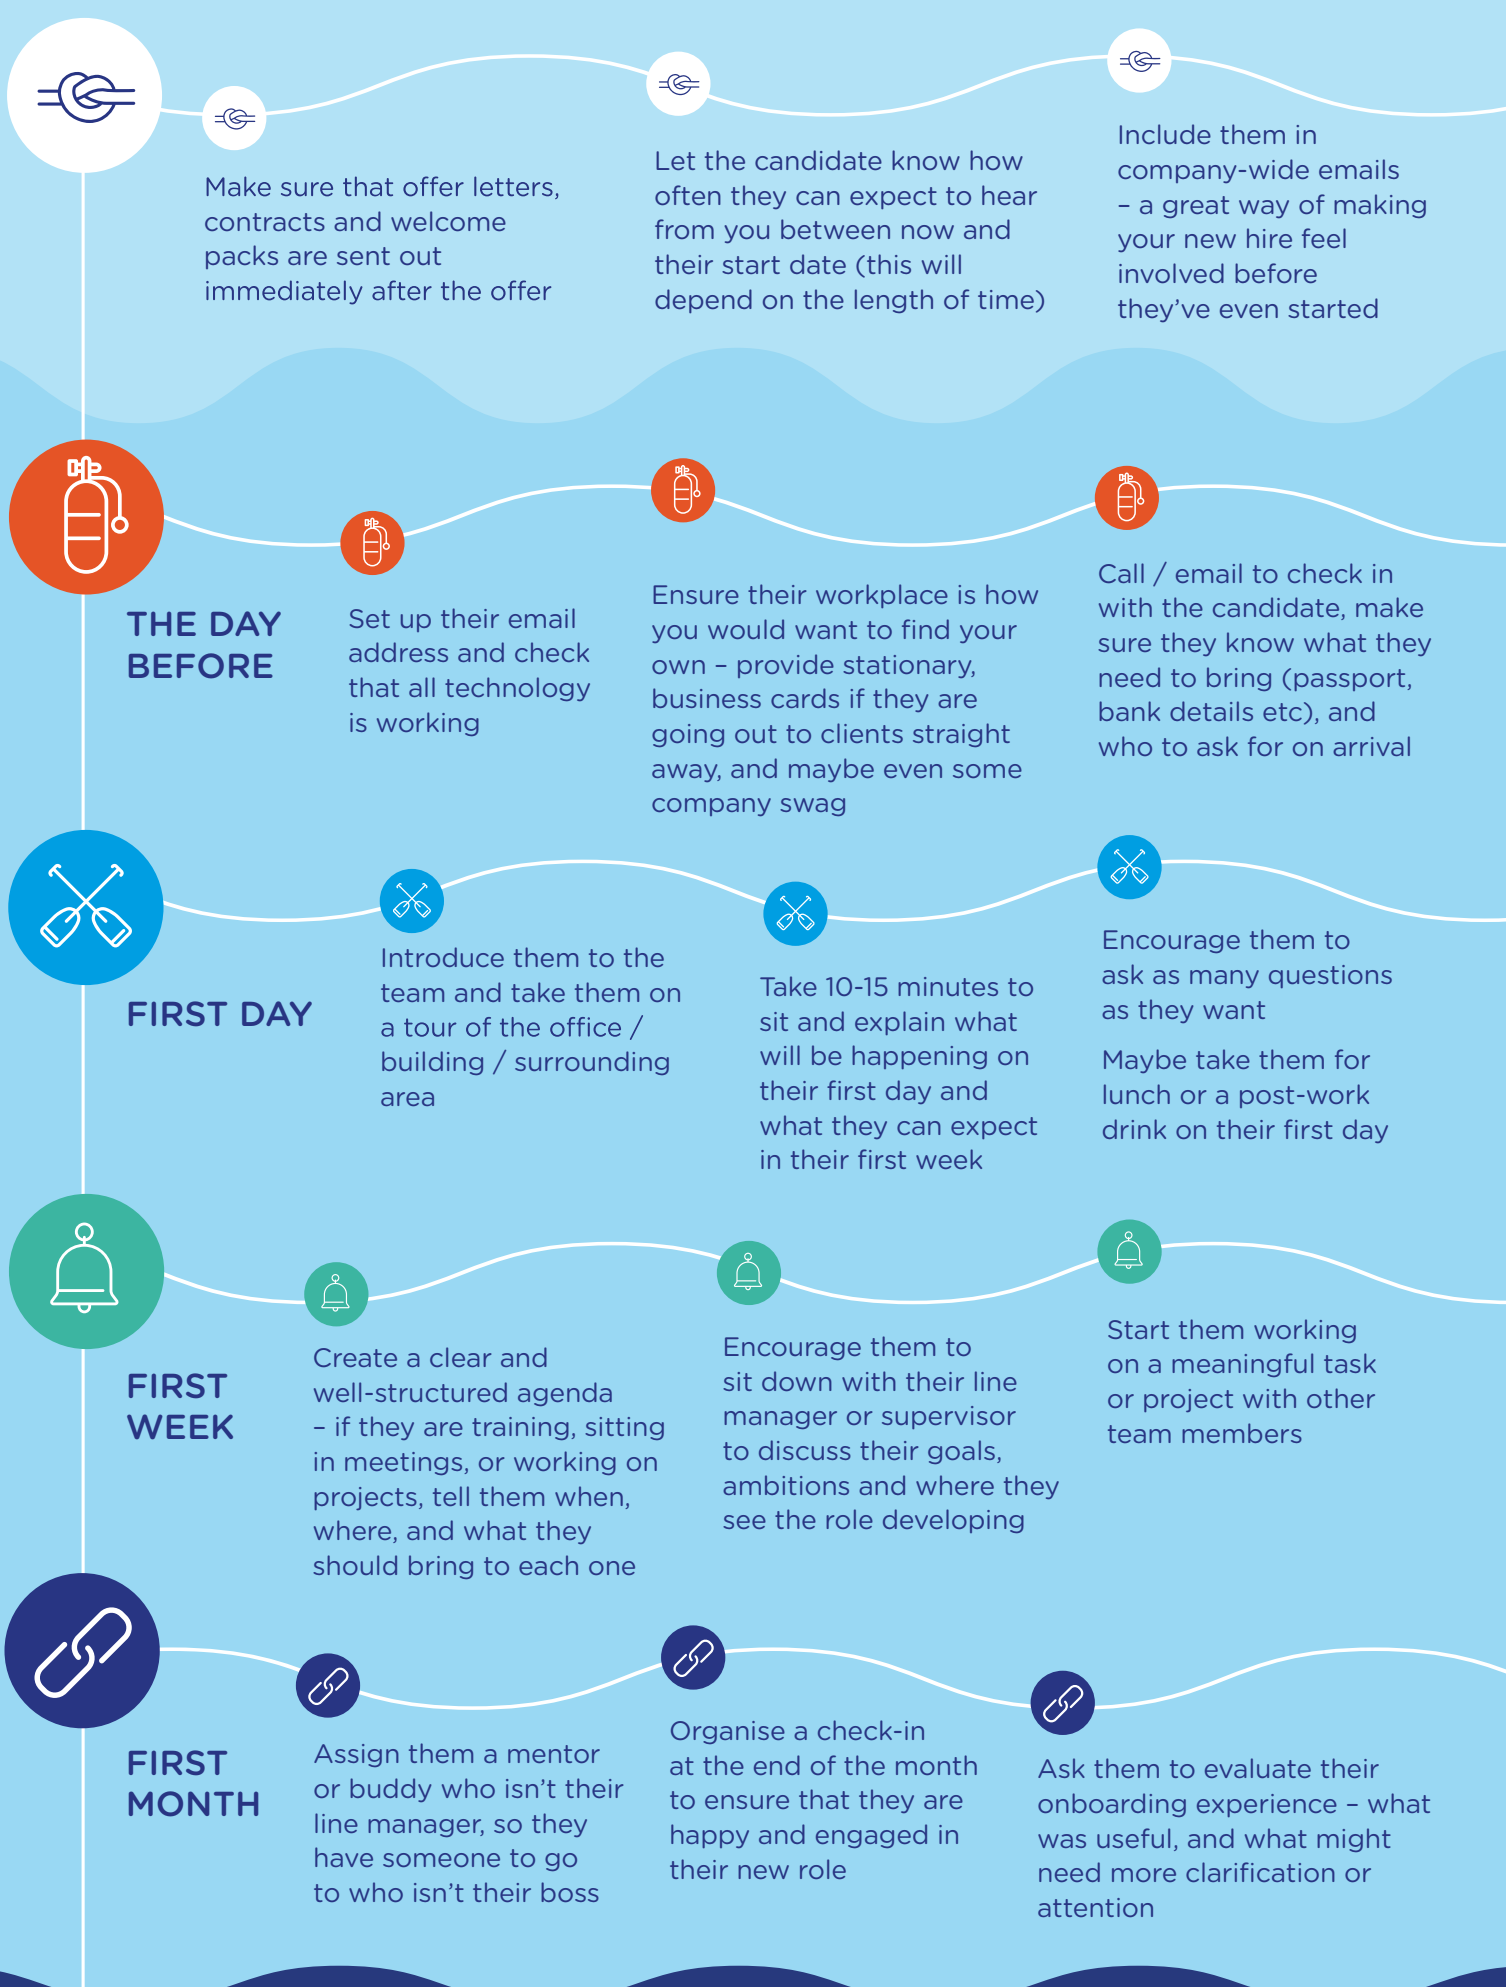 Make sure that offer letters,
contracts and welcome
packs are sent out
immediately after the offer
Let the candidate know how
often they can expect to hear
from you between now and
their start date (this will
depend on the length of time)
Include them in
company-wide emails
– a great way of making
your new hire feel
involved before
they’ve even started
THE DAY
BEFORE
Set up their email
address and check
that all technology
is working
Ensure their workplace is how
you would want to find your
own – provide stationary,
business cards if they are
going out to clients straight
away, and maybe even some
company swag
Call / email to check in
with the candidate, make
sure they know what they
need to bring (passport,
bank details etc), and
who to ask for on arrival
FIRST DAY
Introduce them to the
team and take them on
a tour of the office /
building / surrounding
area
Take 10-15 minutes to
sit and explain what
will be happening on
their first day and
what they can expect
in their first week
Encourage them to
ask as many questions
as they want
Maybe take them for
lunch or a post-work
drink on their first day
FIRST
WEEK
Create a clear and
well-structured agenda
– if they are training, sitting
in meetings, or working on
projects, tell them when,
where, and what they
should bring to each one
Encourage them to
sit down with their line
manager or supervisor
to discuss their goals,
ambitions and where they
see the role developing
Start them working
on a meaningful task
or project with other
team members
FIRST
MONTH
Assign them a mentor
or buddy who isn’t their
line manager, so they
have someone to go
to who isn’t their boss
Organise a check-in
at the end of the month
to ensure that they are
happy and engaged in
their new role
Ask them to evaluate their
onboarding experience – what
was useful, and what might
need more clarification or
attention